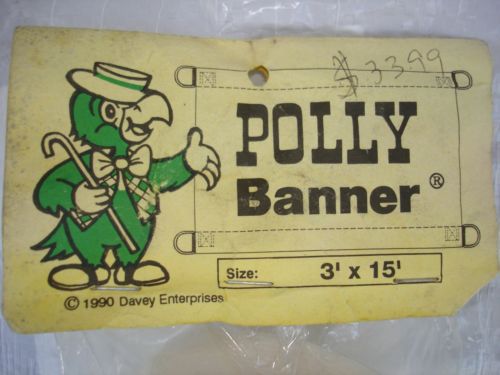 $33.99
POLLY
Banner®
Size: 3' x 15'
© 1990 Davey Enterprises